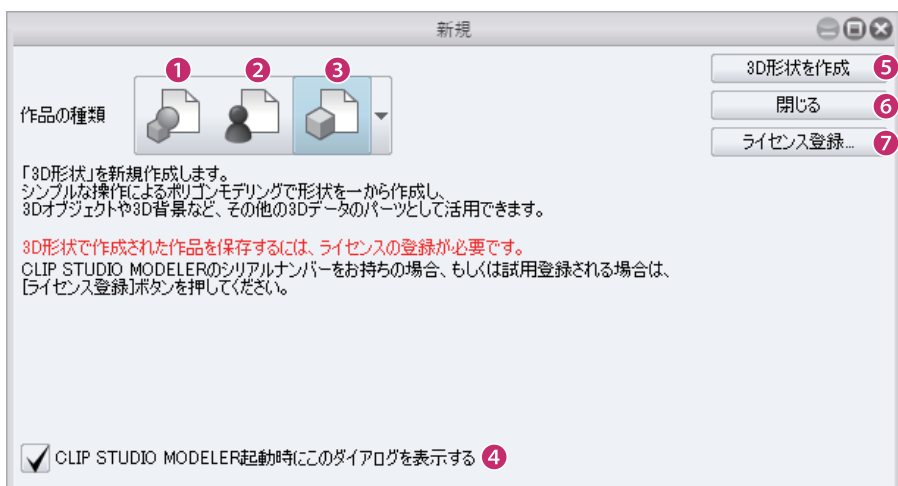 新規
❶ ❷ ❸
3D形状を作成 ❺
作品の種類
閉じる ❻
ライセンス登録... ❼
「3D形状」を新規作成します。
シンプルな操作によるポリゴンモデリングで形状を一から作成し、
3Dオブジェクトや3D背景など、その他の3Dデータのパーツとして活用できます。
3D形状で作成された作品を保存するには、ライセンスの登録が必要です。
CLIP STUDIO MODELERのシリアルナンバーをお持ちの場合、もしくは試用登録される場合は、
[ライセンス登録]ボタンを押してください。
CLIP STUDIO MODELER起動時にこのダイアログを表示する ❹